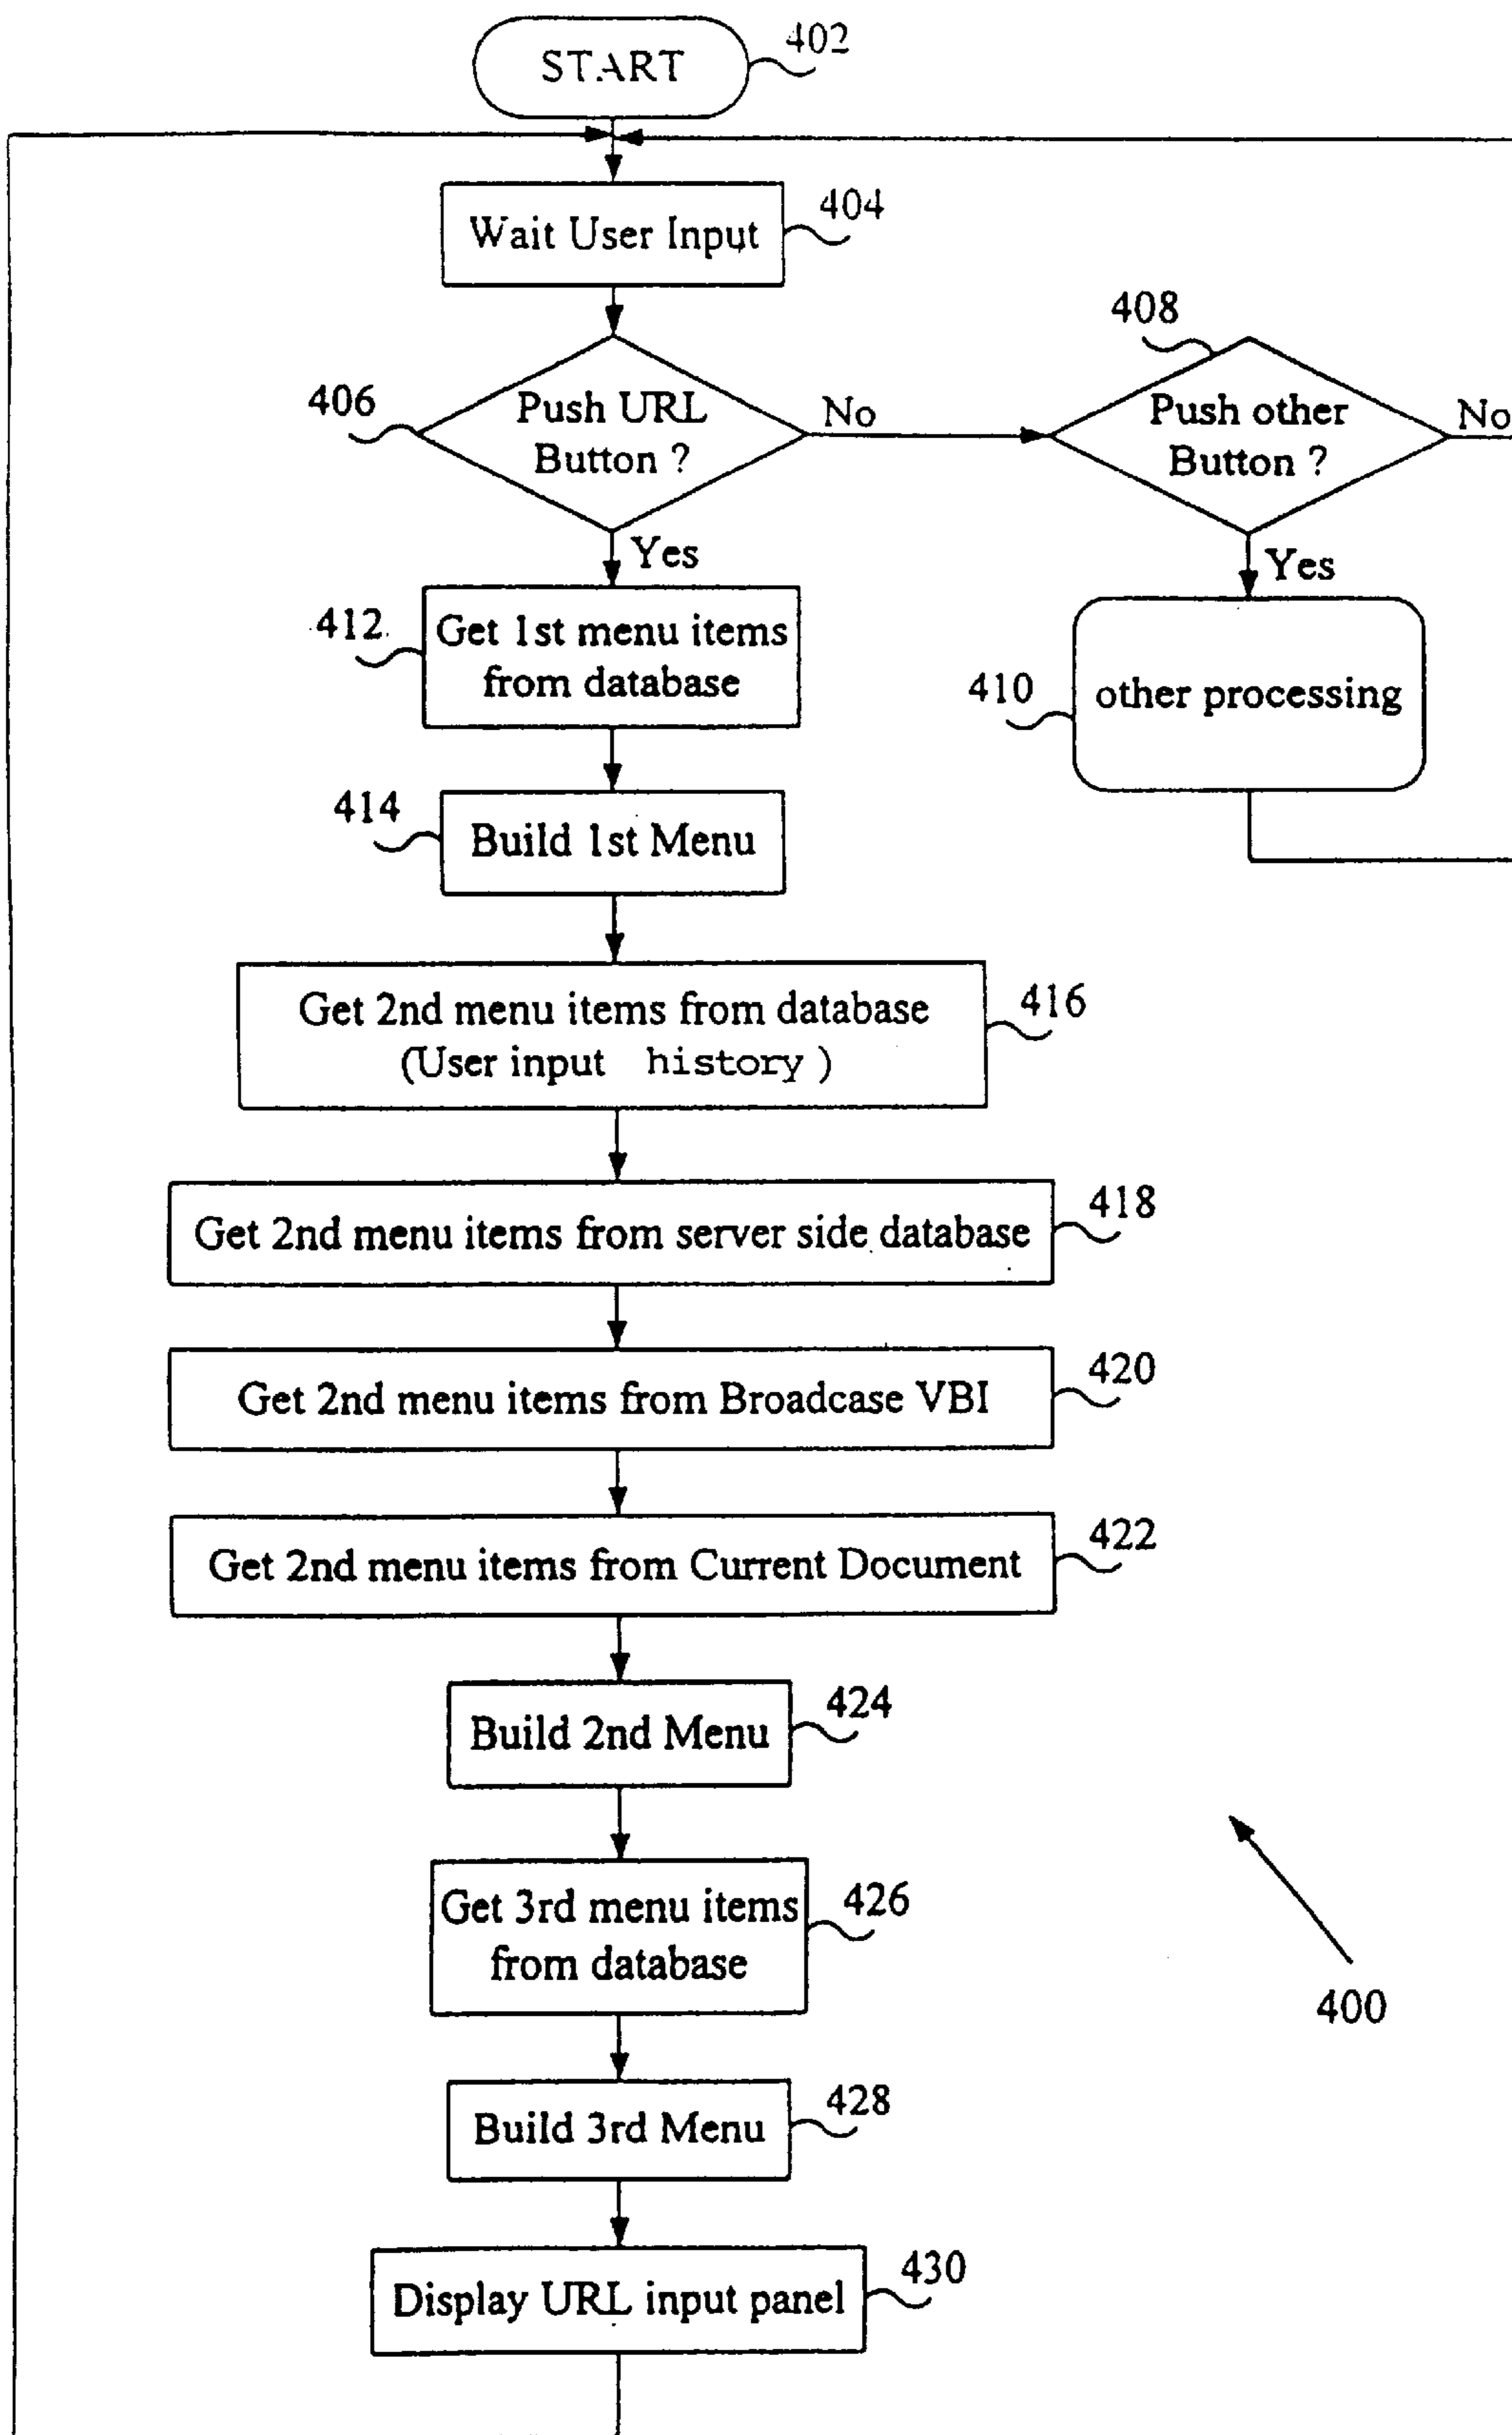 START
402
Wait User Input
404
406
Push URL
Button ?
No
408
Push other
Button ?
No
Yes
Yes
412
Get 1st menu items
from database
410
other processing
414
Build 1st Menu
Get 2nd menu items from database
(User input history )
416
Get 2nd menu items from server side database
418
Get 2nd menu items from Broadcase VBI
420
Get 2nd menu items from Current Document
422
Build 2nd Menu
424
Get 3rd menu items
from database
426
400
Build 3rd Menu
428
Display URL input panel
430